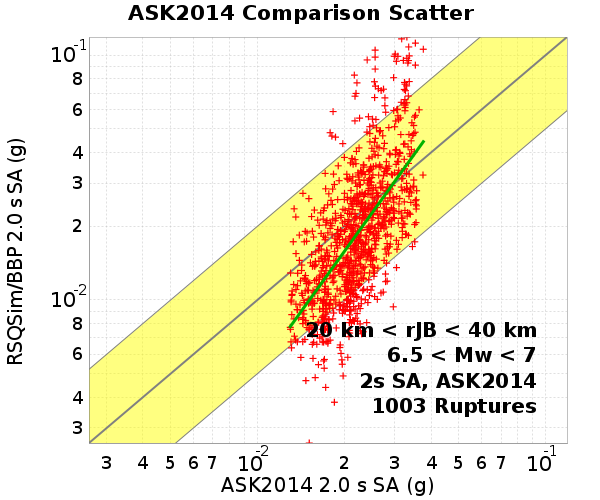 ASK2014 Comparison Scatter
RSQSim/BBP 2.0 s SA (g)
10⁻¹
8
6
4
3
2
10⁻²
8
6
4
3
20 km < rJB < 40 km
6.5 < Mw < 7
2s SA, ASK2014
1003 Ruptures
3 4 5 6 7 10⁻² 2 3 4 5 6 7 10⁻¹
ASK2014 2.0 s SA (g)